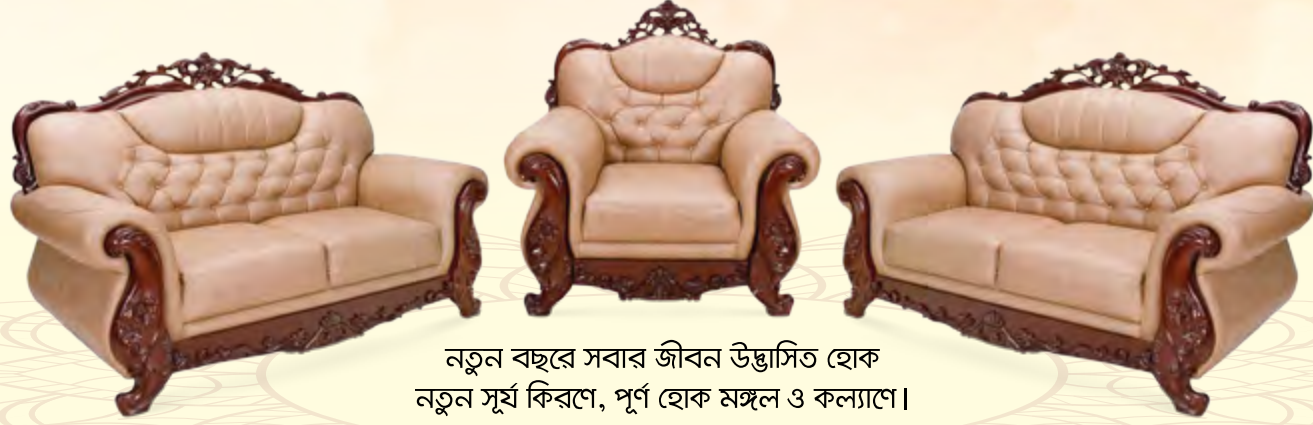 নতুন বছরে সবার জীবন উদ্ভাসিত হোক
নতুন সূর্য কিরণে, পূর্ণ হোক মঙ্গল ও কল্যাণে।